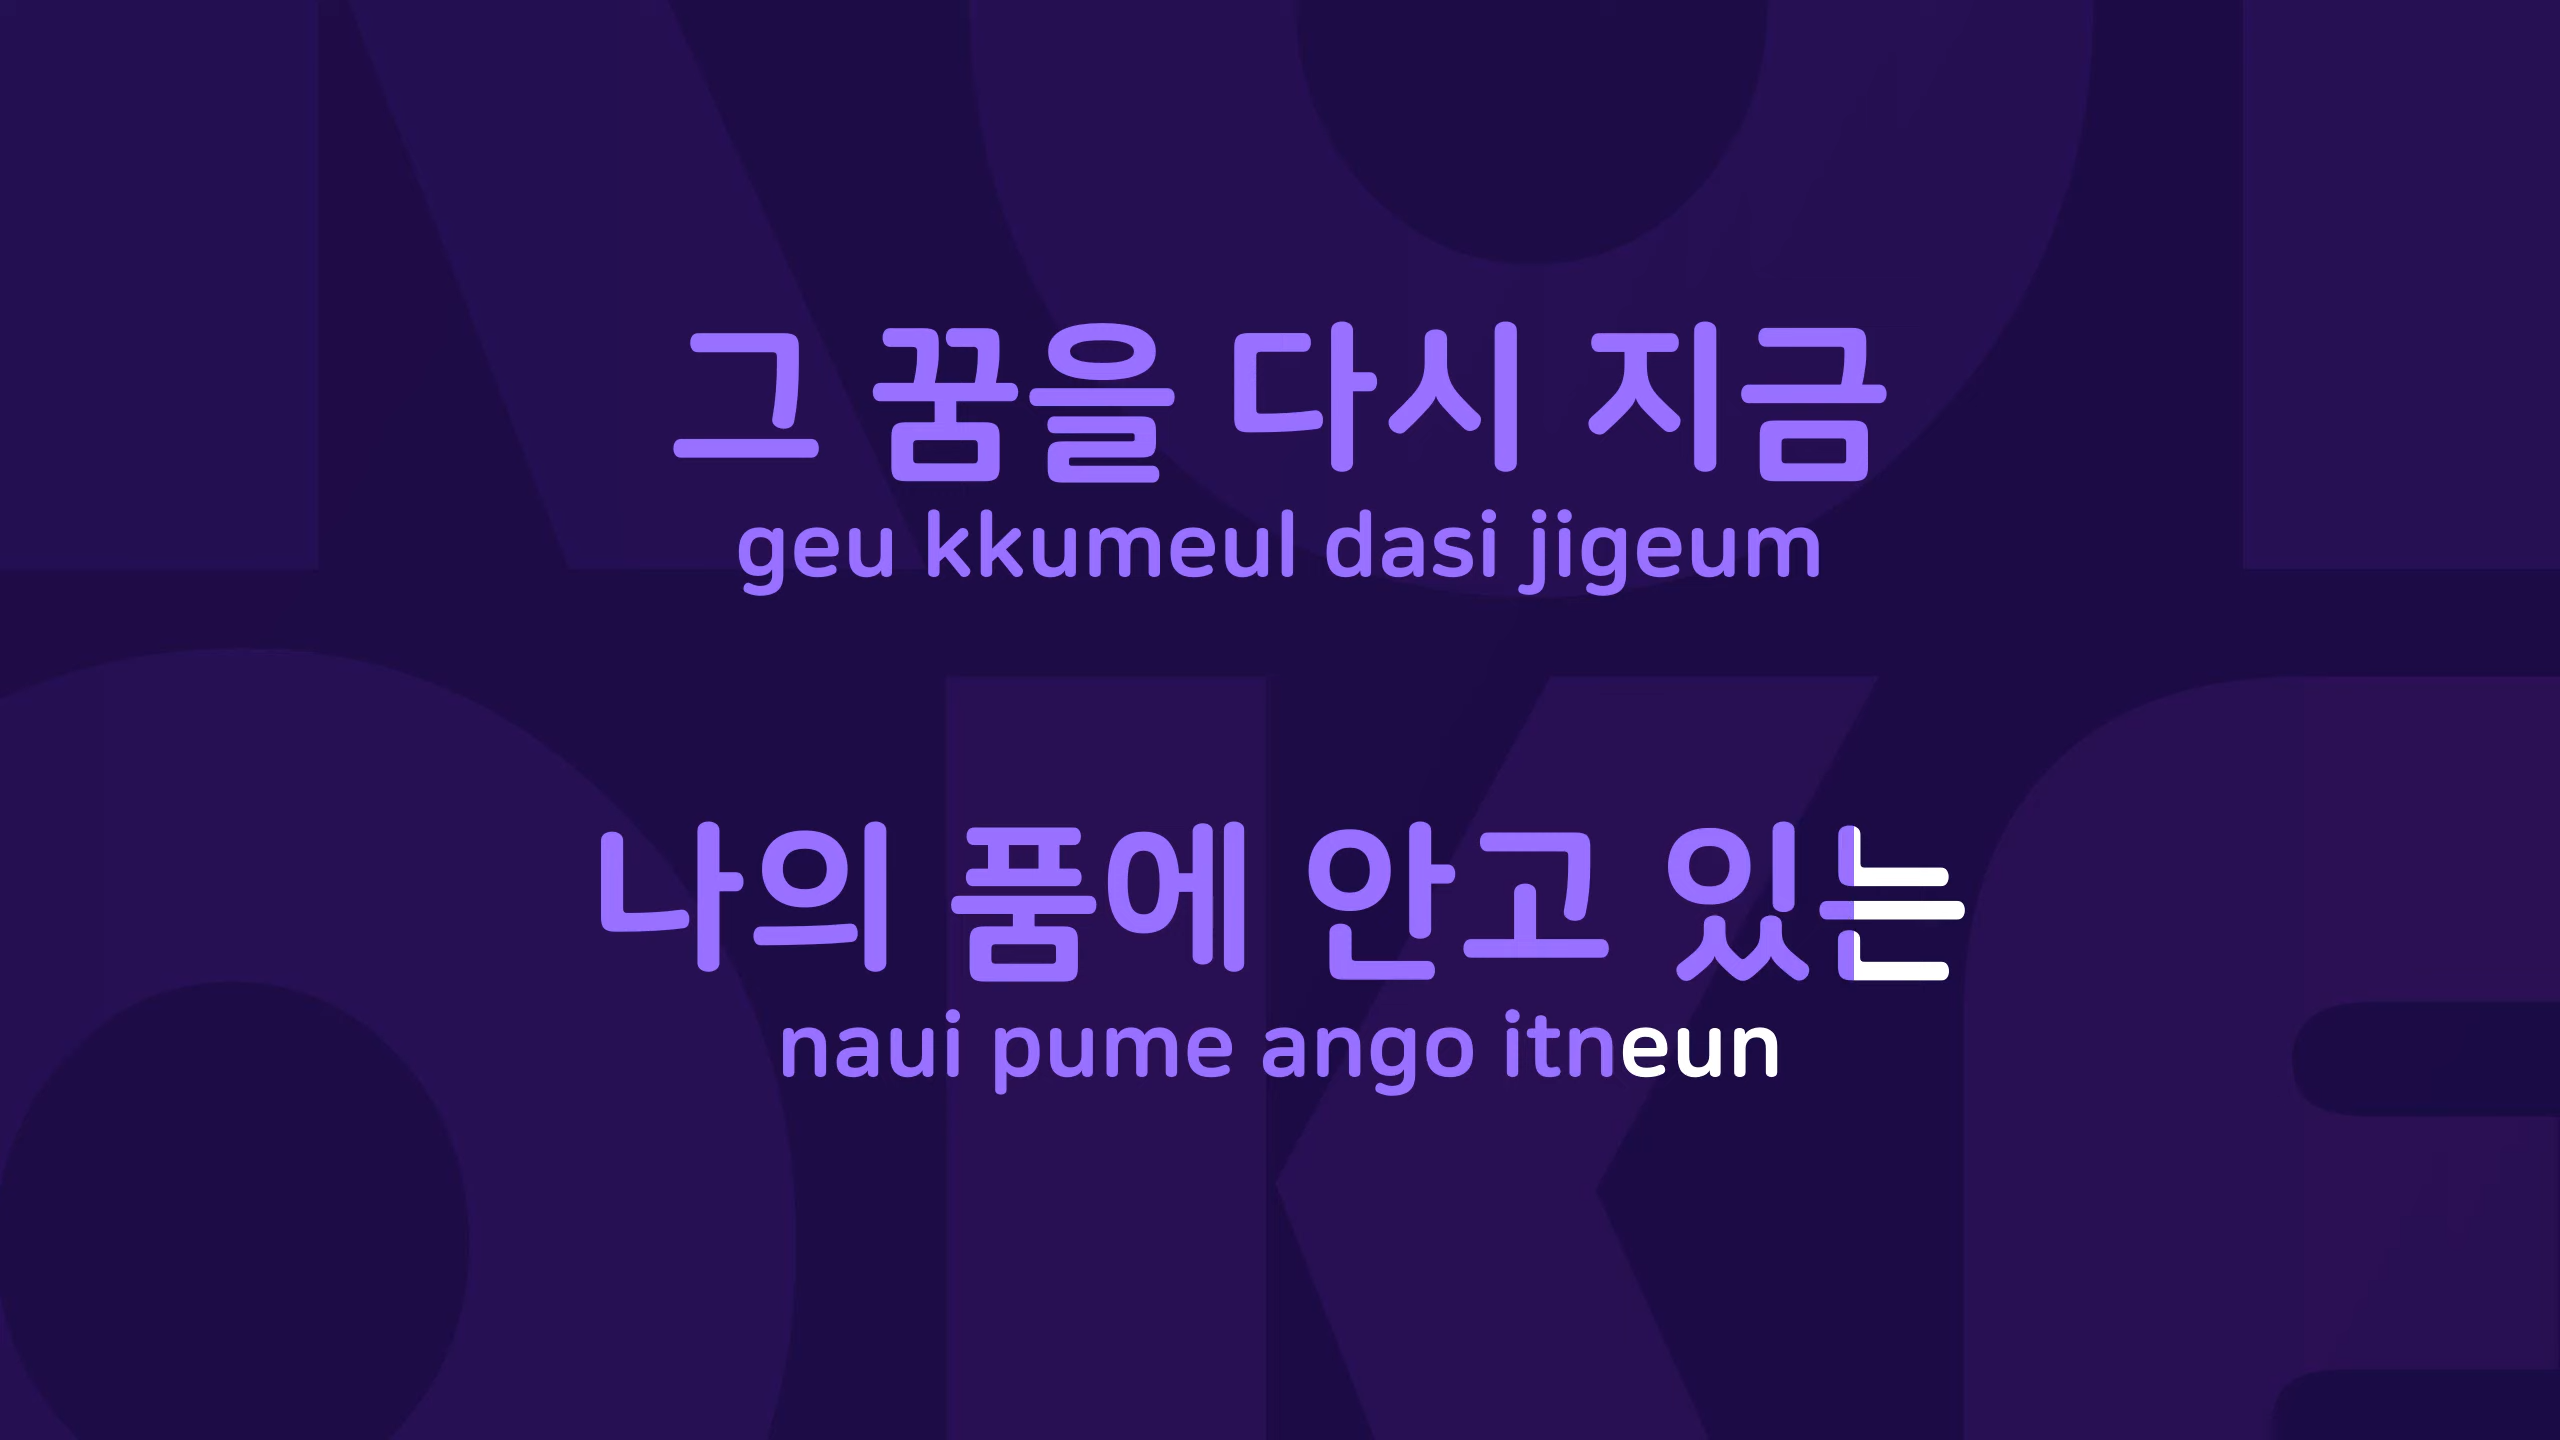 그 꿈을 다시 지금
geu kkumeul dasi jigeum
나의 품에 안고 있는
naui pume ango itneun